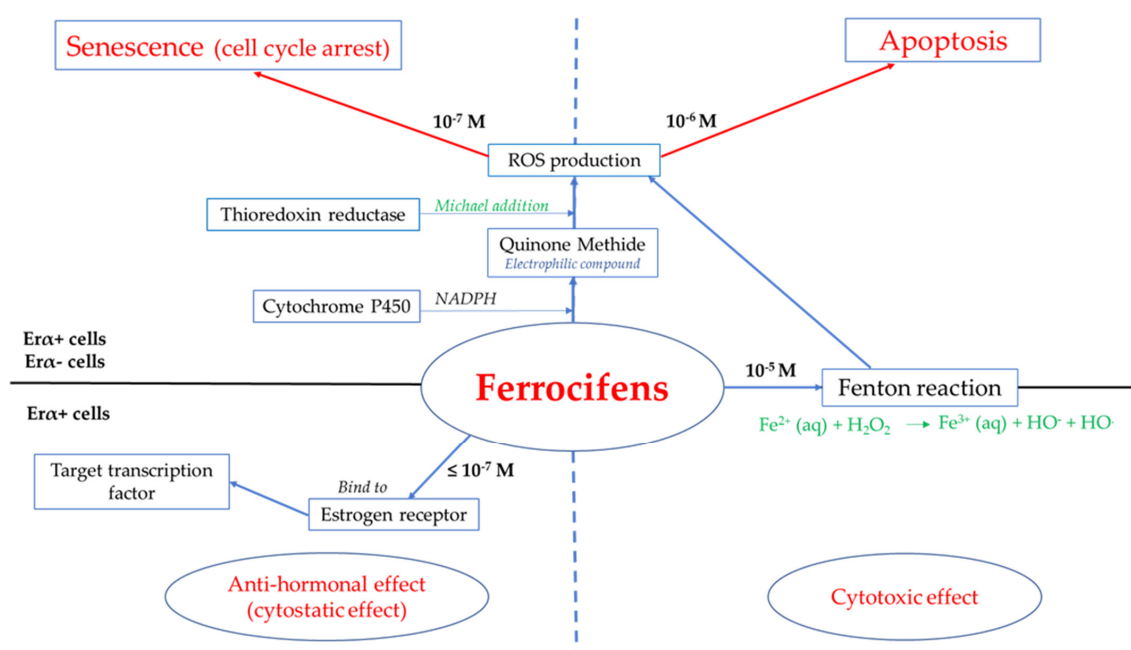 Senescence (cell cycle arrest)
Apoptosis
10⁻⁷ M
10⁻⁶ M
ROS production
Thioredoxin reductase
Michael addition
Quinone Methide
Electrophilic compound
Cytochrome P450
NADPH
Erα+ cells
Erα- cells
Ferrocifens
10⁻⁵ M
Fenton reaction
Erα+ cells
Fe²⁺ (aq) + H₂O₂ → Fe³⁺ (aq) + HO⁻ + HO·
Target transcription
factor
≤ 10⁻⁷ M
Bind to
Estrogen receptor
Anti-hormonal effect
(cytostatic effect)
Cytotoxic effect